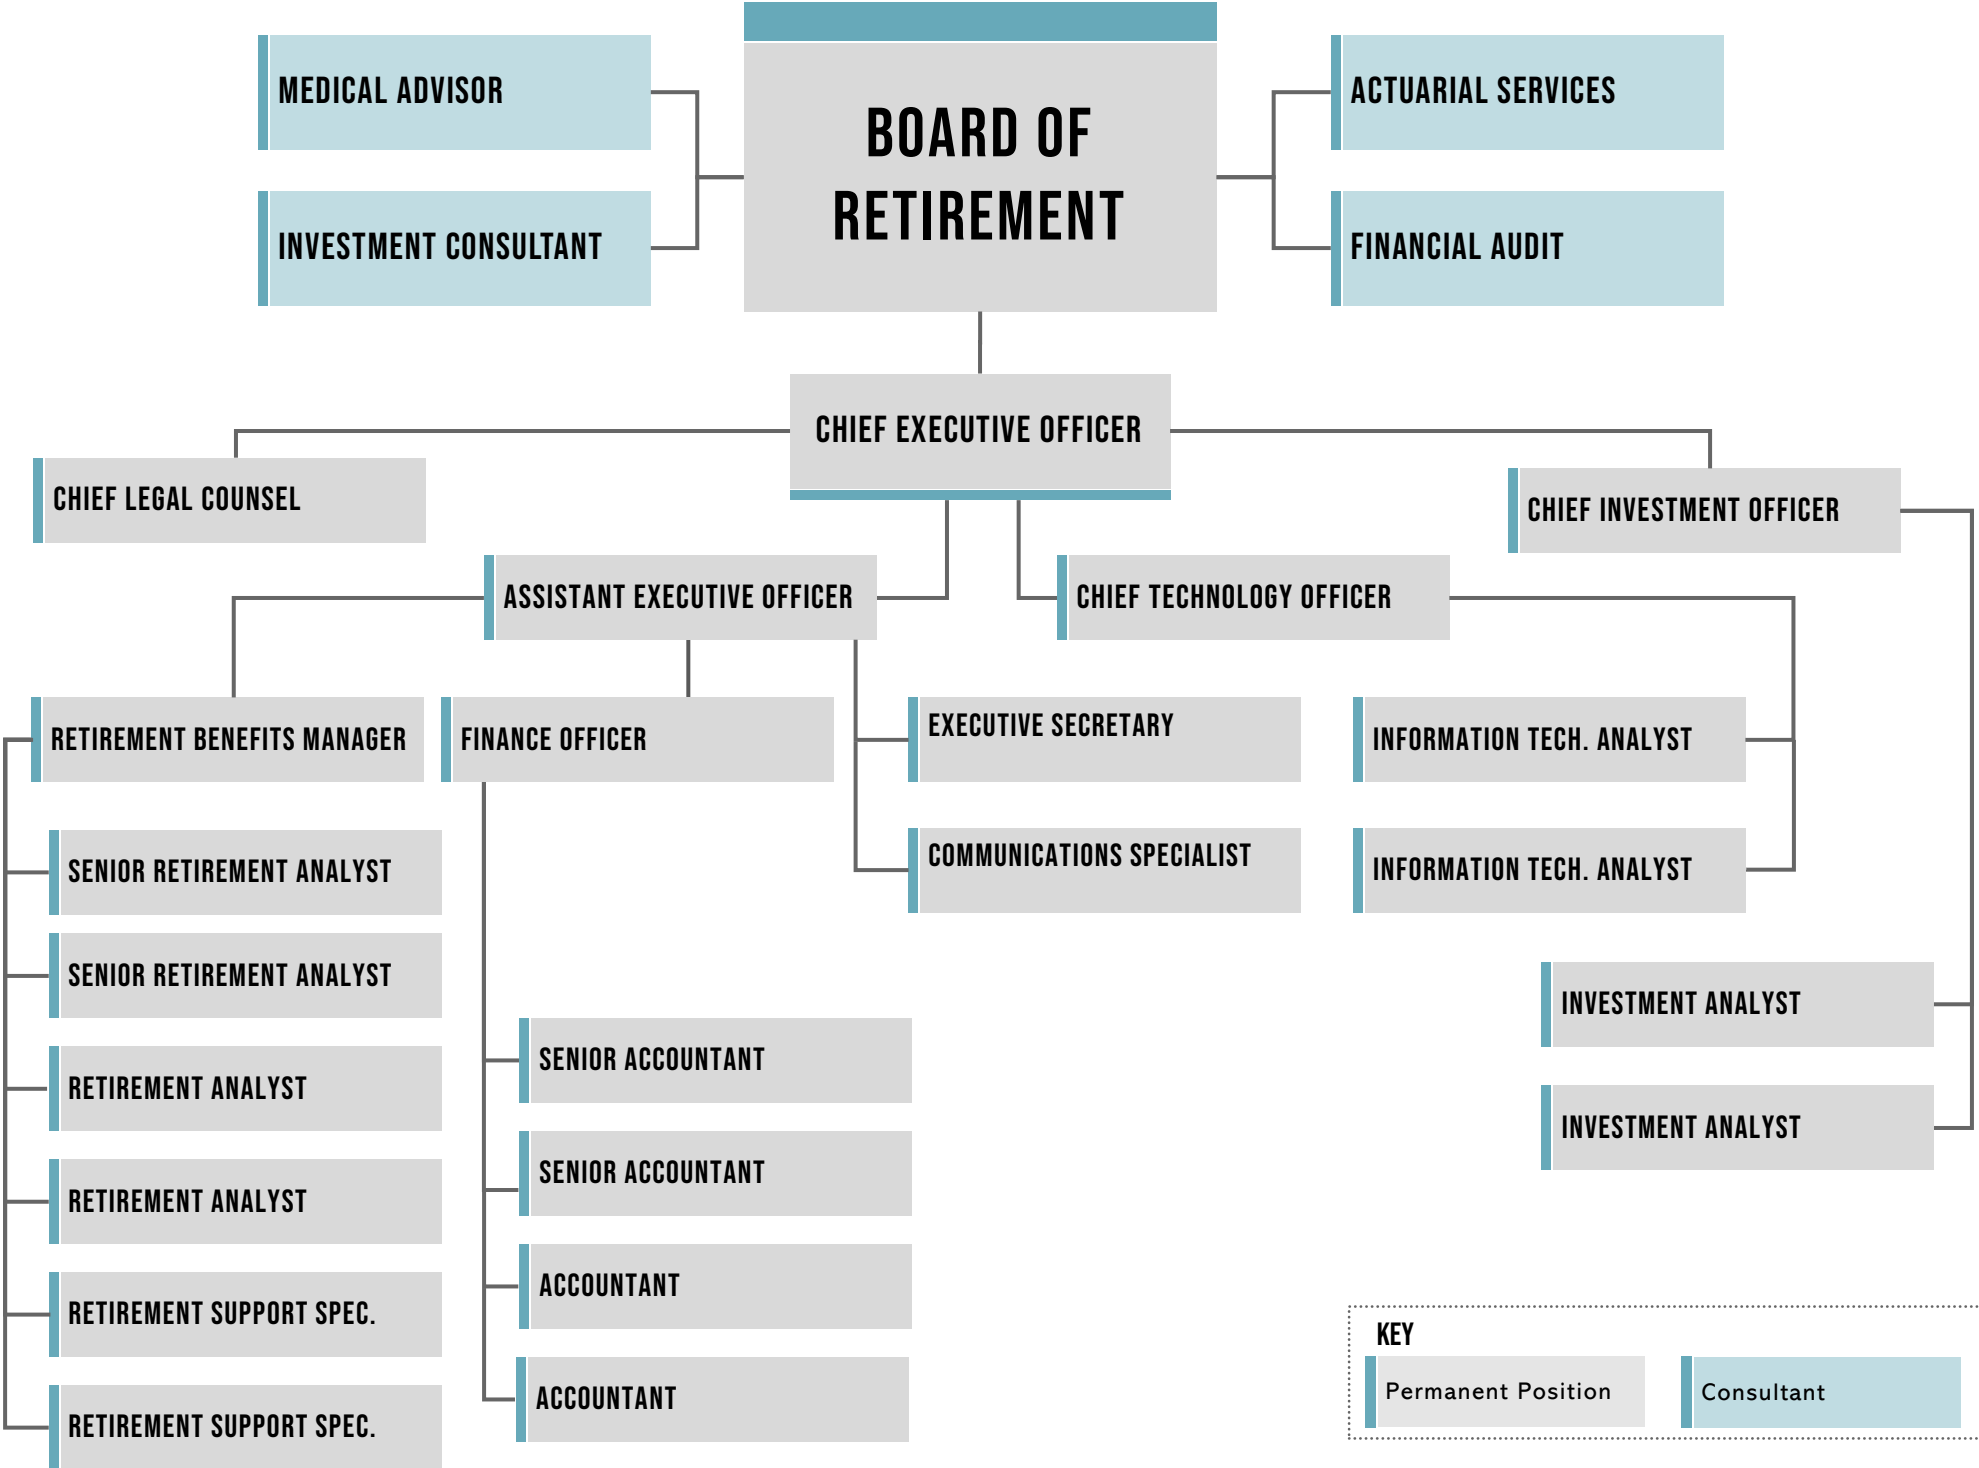 MEDICAL ADVISOR
INVESTMENT CONSULTANT
BOARD OF
RETIREMENT
ACTUARIAL SERVICES
FINANCIAL AUDIT
CHIEF EXECUTIVE OFFICER
CHIEF LEGAL COUNSEL
CHIEF INVESTMENT OFFICER
ASSISTANT EXECUTIVE OFFICER
CHIEF TECHNOLOGY OFFICER
RETIREMENT BENEFITS MANAGER
FINANCE OFFICER
EXECUTIVE SECRETARY
INFORMATION TECH. ANALYST
COMMUNICATIONS SPECIALIST
INFORMATION TECH. ANALYST
SENIOR RETIREMENT ANALYST
SENIOR RETIREMENT ANALYST
RETIREMENT ANALYST
RETIREMENT ANALYST
RETIREMENT SUPPORT SPEC.
RETIREMENT SUPPORT SPEC.
SENIOR ACCOUNTANT
SENIOR ACCOUNTANT
ACCOUNTANT
ACCOUNTANT
INVESTMENT ANALYST
INVESTMENT ANALYST
KEY
Permanent Position
Consultant